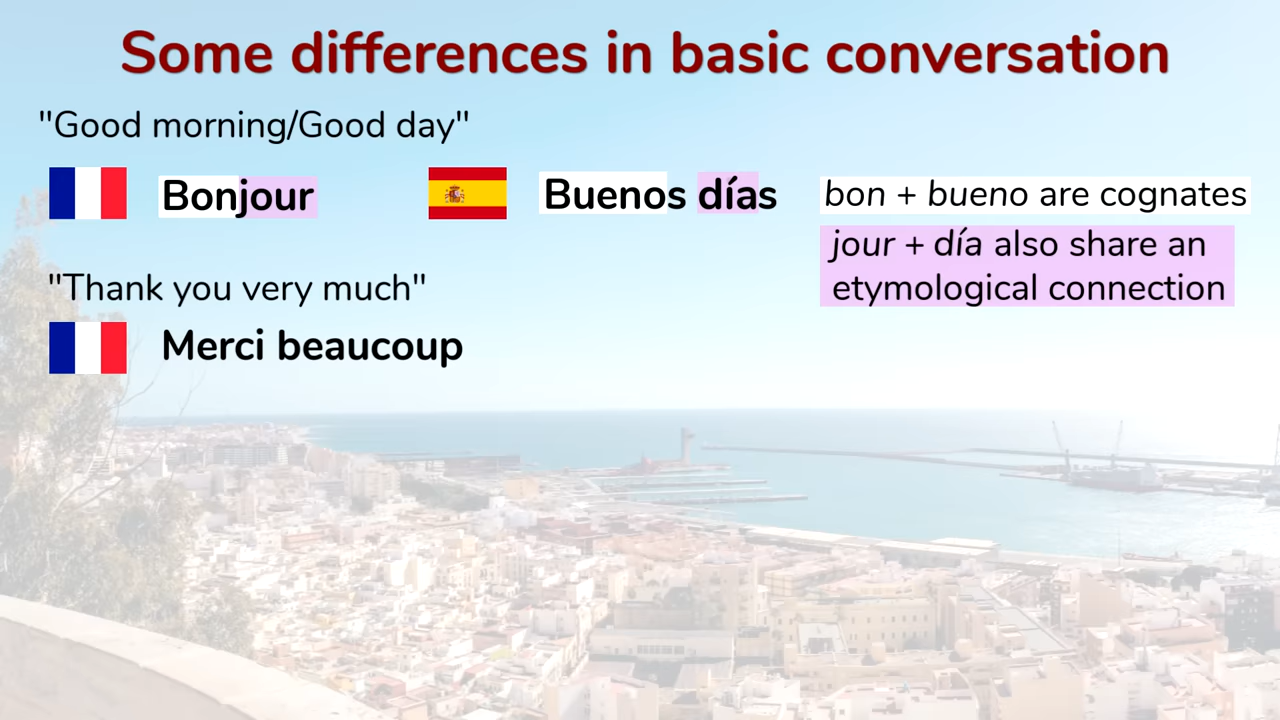 Some differences in basic conversation
"Good morning/Good day"
Bonjour
Buenos días
bon + bueno are cognates
jour + día also share an
etymological connection
"Thank you very much"
Merci beaucoup